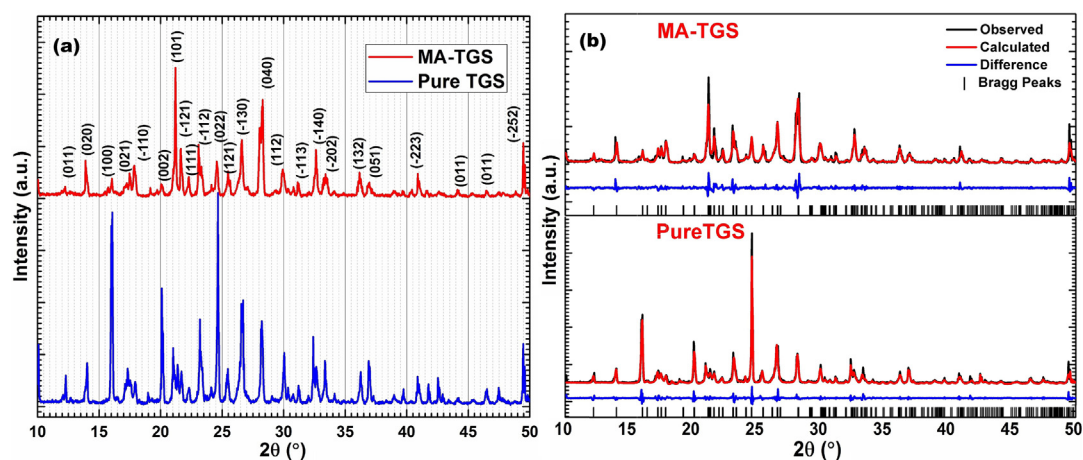 (a)
MA-TGS
Pure TGS
(011)
(020)
(100)
(021)
(-110)
(002)
(101)
(-121)
(111)
(-112)
(022)
(121)
(-130)
(040)
(112)
(-113)
(-140)
(-202)
(132)
(051)
(-223)
(011)
(011)
(-252)
Intensity (a.u.)
10 15 20 25 30 35 40 45 50
2θ (°)
(b)
MA-TGS
Observed
Calculated
Difference
Bragg Peaks
PureTGS
Intensity (a.u.)
10 15 20 25 30 35 40 45 50
2θ (°)